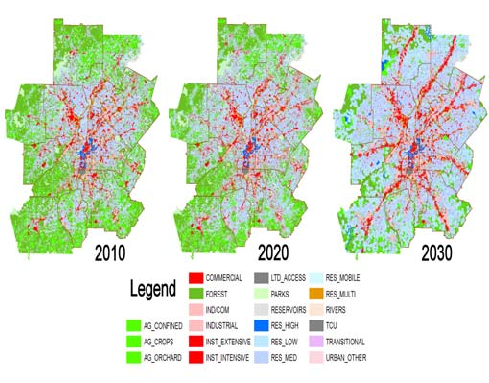 2010
2020
2030
Legend
AG_CONFINED
AG_CROPS
AG_ORCHARD
COMMERCIAL
FOREST
IND/COM
INDUSTRIAL
INST_EXTENSIVE
INST_INTENSIVE
LTD_ACCESS
PARKS
RESERVOIRS
RES_HIGH
RES_LOW
RES_MED
RES_MOBILE
RES_MULTI
RIVERS
TCU
TRANSITIONAL
URBAN_OTHER